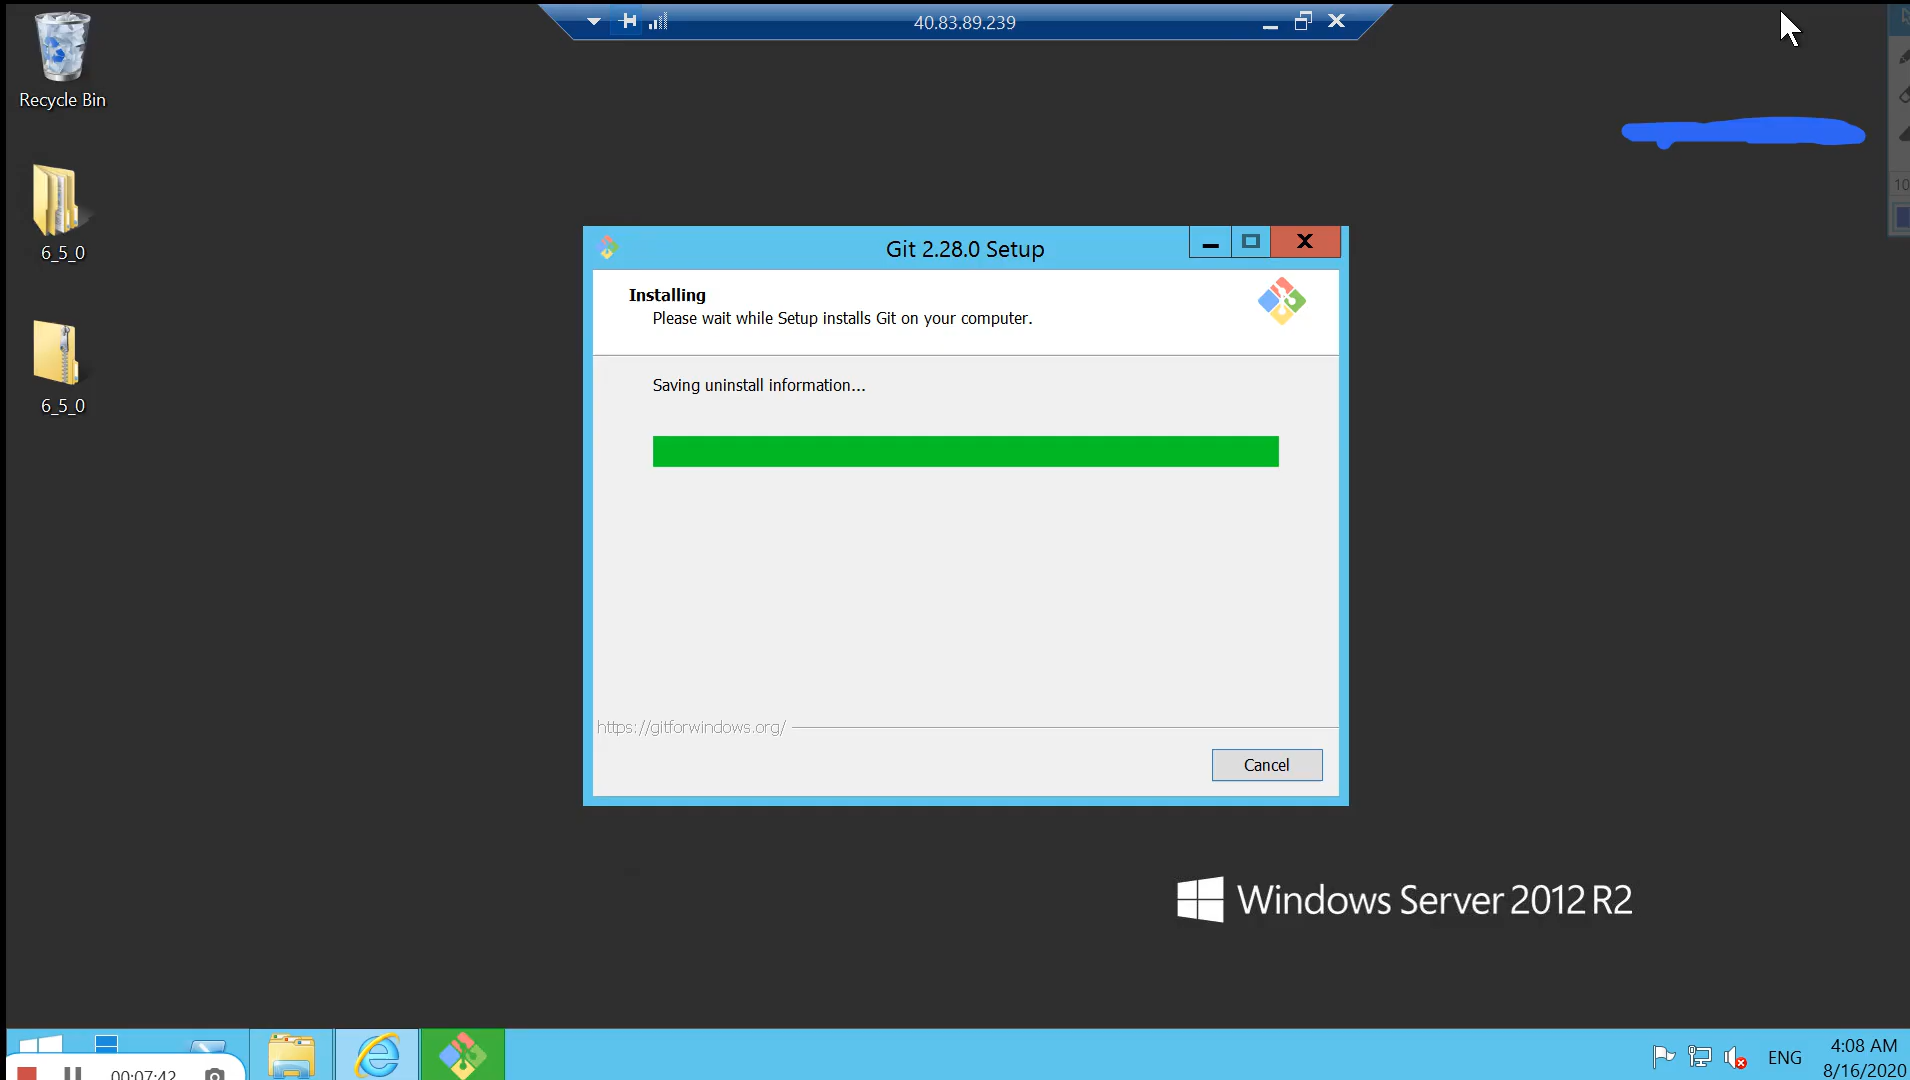 40.83.89.239
Recycle Bin
6_5_0
6_5_0
Git 2.28.0 Setup
Installing
Please wait while Setup installs Git on your computer.
Saving uninstall information...
https://gitforwindows.org/
Cancel
Windows Server 2012 R2
00:07:42
ENG
4:08 AM
8/16/2020